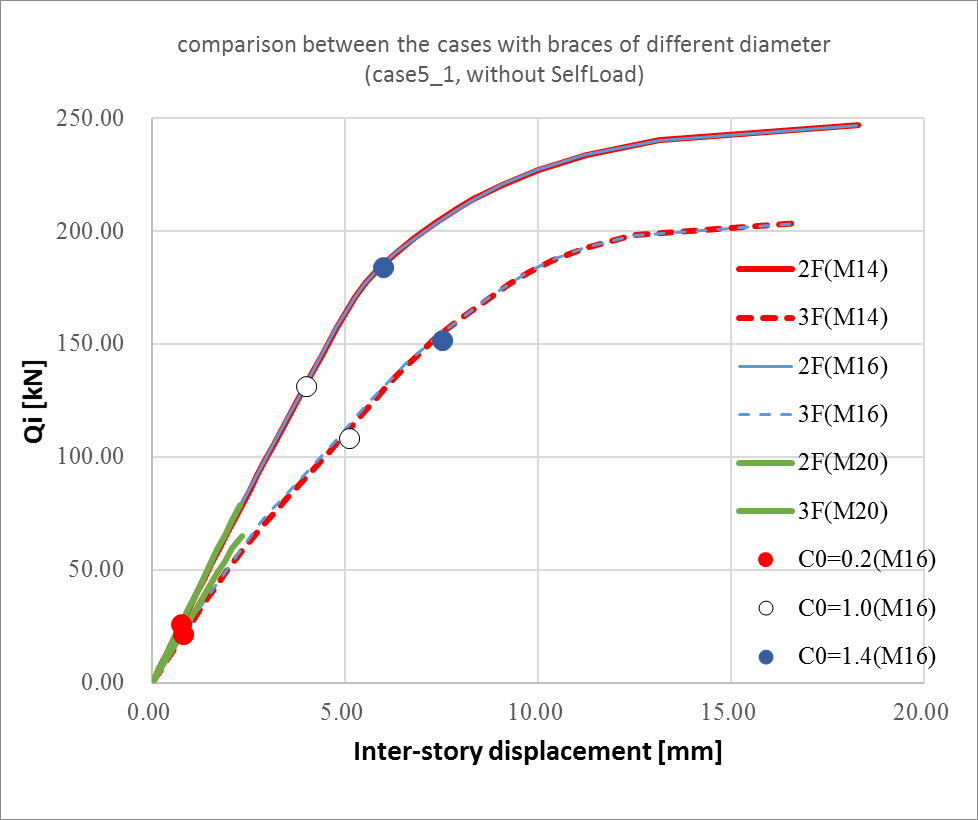 comparison between the cases with braces of different diameter
(case5_1, without SelfLoad)
250.00
200.00
150.00
100.00
50.00
0.00
Qi [kN]
2F(M14)
3F(M14)
2F(M16)
3F(M16)
2F(M20)
3F(M20)
C0=0.2(M16)
C0=1.0(M16)
C0=1.4(M16)
0.00 5.00 10.00 15.00 20.00
Inter-story displacement [mm]